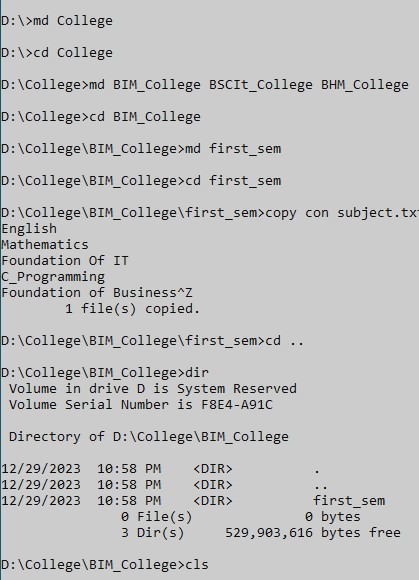 D:\>md College
D:\>cd College
D:\College>md BIM_College BSCIt_College BHM_College
D:\College>cd BIM_College
D:\College\BIM_College>md first_sem
D:\College\BIM_College>cd first_sem
D:\College\BIM_College\first_sem>copy con subject.tx
English
Mathematics
Foundation Of IT
C_Programming
Foundation of Business^Z
1 file(s) copied.
D:\College\BIM_College\first_sem>cd ..
D:\College\BIM_College>dir
Volume in drive D is System Reserved
Volume Serial Number is F8E4-A91C
Directory of D:\College\BIM_College
12/29/2023 10:58 PM <DIR> .
12/29/2023 10:58 PM <DIR> ..
12/29/2023 10:58 PM <DIR> first_sem
0 File(s) 0 bytes
3 Dir(s) 529,903,616 bytes free
D:\College\BIM_College>cls